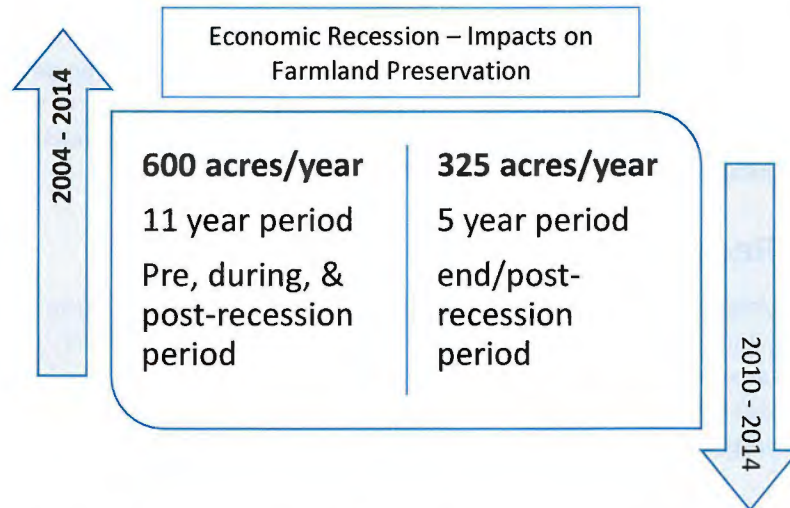 Economic Recession – Impacts on
Farmland Preservation
2004 - 2014
600 acres/year
11 year period
Pre, during, &
post-recession
period
325 acres/year
5 year period
end/post-
recession
period
2010 - 2014